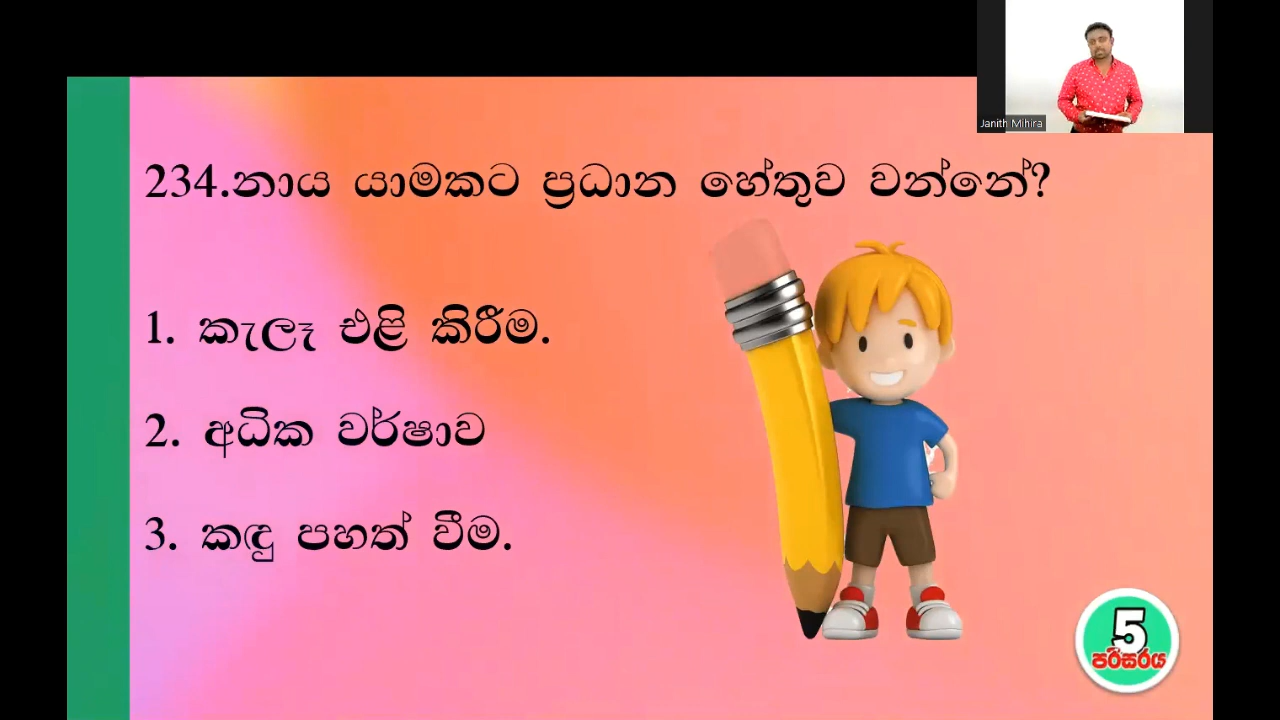 Janith Mihira
234.නාය යාමකට ප්‍රධාන හේතුව වන්නේ?
1. කැලෑ එළි කිරීම.
2. අධික වර්ෂාව
3. කඳු පහත් වීම.
5
පරිසරය